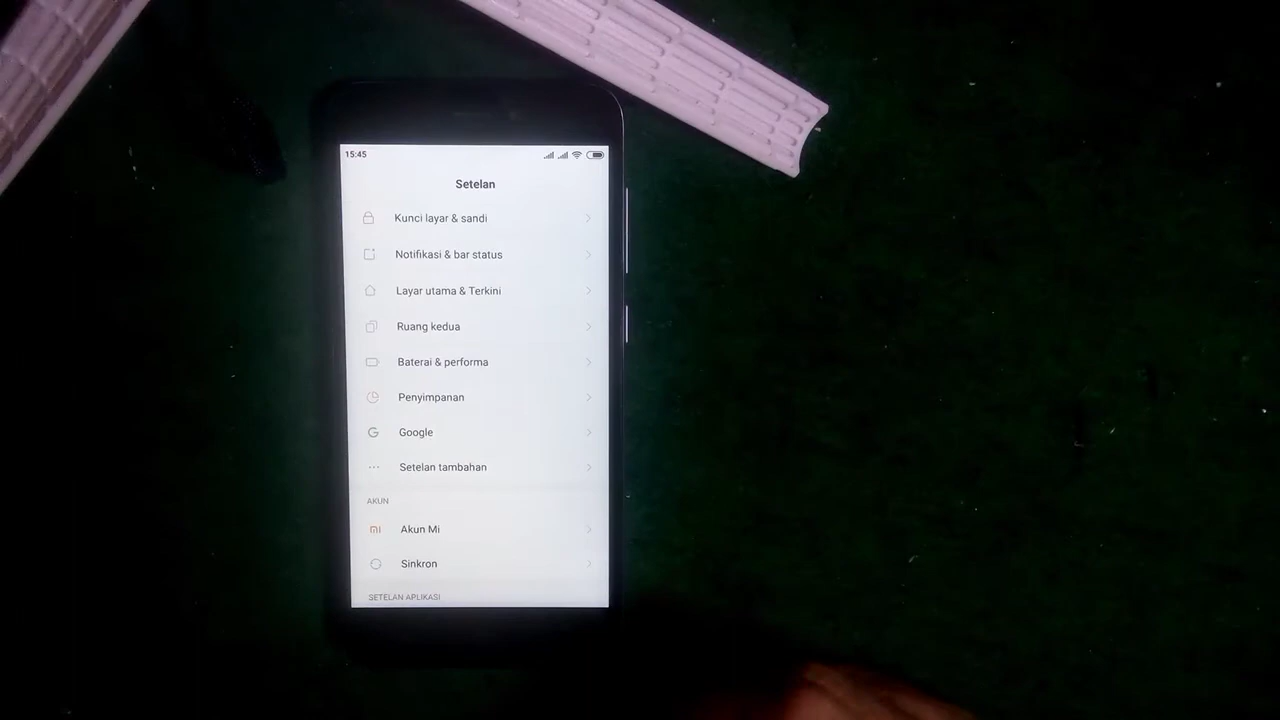 15:45
Setelan
Kunci layar & sandi
Notifikasi & bar status
Layar utama & Terkini
Ruang kedua
Baterai & performa
Penyimpanan
Google
Setelan tambahan
AKUN
Akun Mi
Sinkron
SETELAN APLIKASI